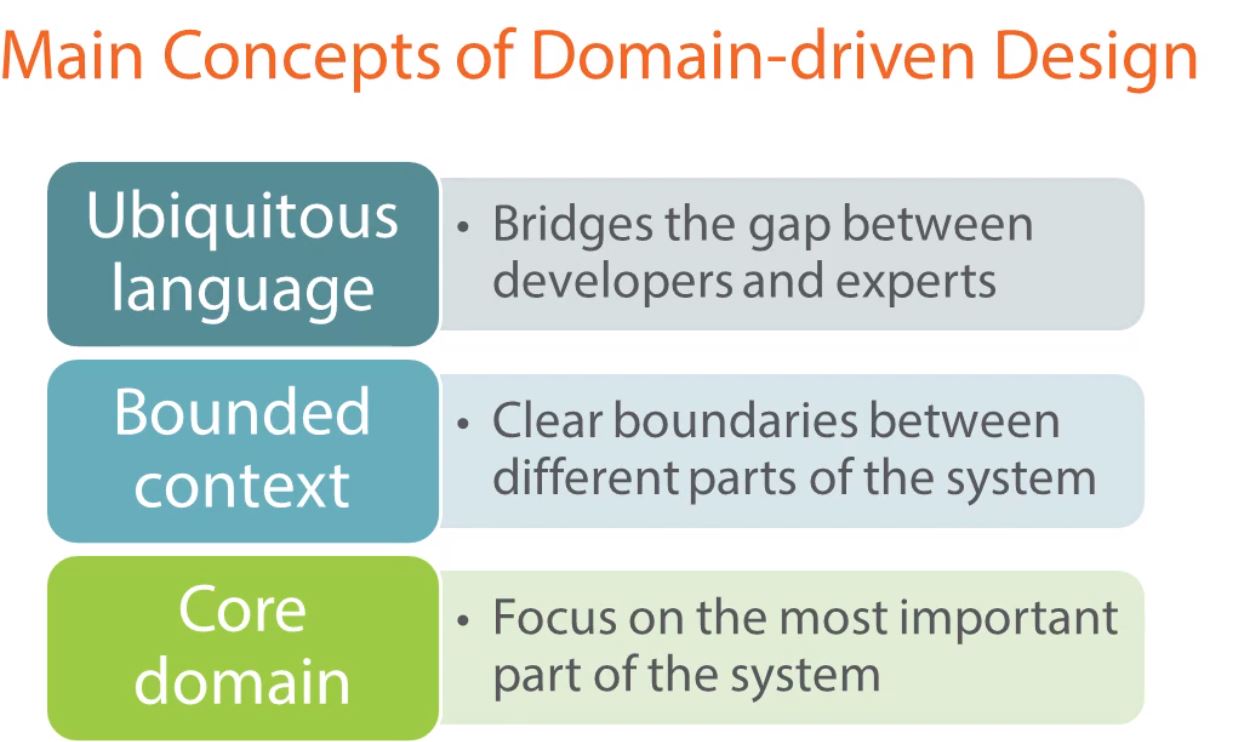 Main Concepts of Domain-driven Design
Ubiquitous
language
• Bridges the gap between
developers and experts
Bounded
context
• Clear boundaries between
different parts of the system
Core
domain
• Focus on the most important
part of the system